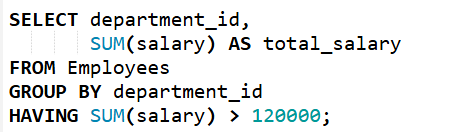 SELECT department_id,
SUM(salary) AS total_salary
FROM Employees
GROUP BY department_id
HAVING SUM(salary) > 120000;